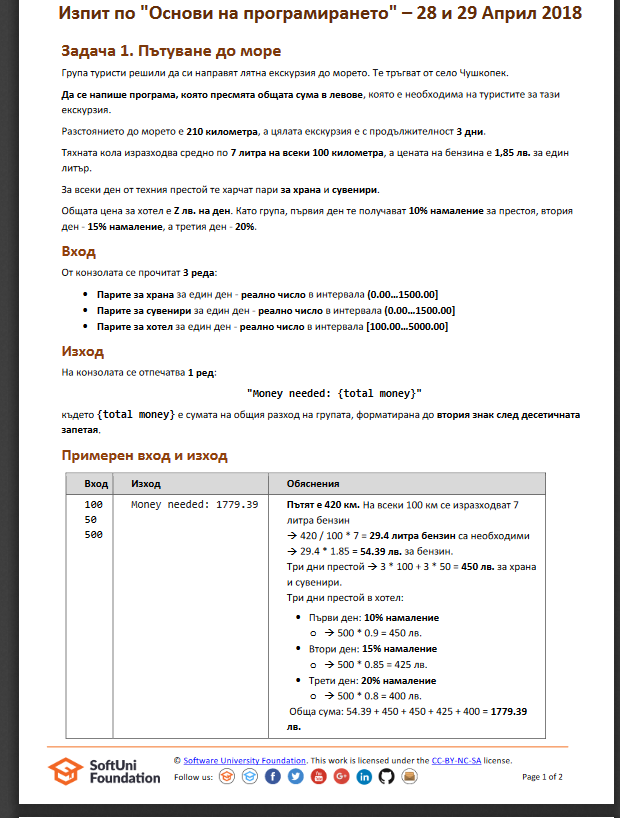 Изпит по "Основи на програмирането" – 28 и 29 Април 2018
Задача 1. Пътуване до море
Група туристи решили да си направят лятна екскурзия до морето. Те тръгват от село Чушкопек.
Да се напише програма, която пресмята общата сума в левове, която е необходима на туристите за тази
екскурзия.
Разстоянието до морето е 210 километра, а цялата екскурзия е с продължителност 3 дни.
Тяхната кола изразходва средно по 7 литра на всеки 100 километра, а цената на бензина е 1,85 лв. за един
литър.
За всеки ден от техния престой те харчат пари за храна и сувенири.
Общата цена за хотел е Z лв. на ден. Като група, първия ден те получават 10% намаление за престоя, втория
ден - 15% намаление, а третия ден - 20%.
Вход
От конзолата се прочитат 3 реда:
• Парите за храна за един ден - реално число в интервала (0.00…1500.00]
• Парите за сувенири за един ден - реално число в интервала (0.00…1500.00]
• Парите за хотел за един ден - реално число в интервала [100.00…5000.00]
Изход
На конзолата се отпечатва 1 ред:
"Money needed: {total money}"
където {total money} е сумата на общия разход на групата, форматирана до втория знак след десетичната
запетая.
Примерен вход и изход
Вход Изход Обяснения
100 Money needed: 1779.39 Пътят е 420 км. На всеки 100 км се изразходват 7
50 литра бензин
500 → 420 / 100 * 7 = 29.4 литра бензин са необходими
→ 29.4 * 1.85 = 54.39 лв. за бензин.
Три дни престой → 3 * 100 + 3 * 50 = 450 лв. за храна
и сувенири.
Три дни престой в хотел:
• Първи ден: 10% намаление
o → 500 * 0.9 = 450 лв.
• Втори ден: 15% намаление
o → 500 * 0.85 = 425 лв.
• Трети ден: 20% намаление
o → 500 * 0.8 = 400 лв.
Обща сума: 54.39 + 450 + 450 + 425 + 400 = 1779.39
лв.
SoftUni
Foundation
© Software University Foundation. This work is licensed under the CC-BY-NC-SA license.
Follow us:
Page 1 of 2